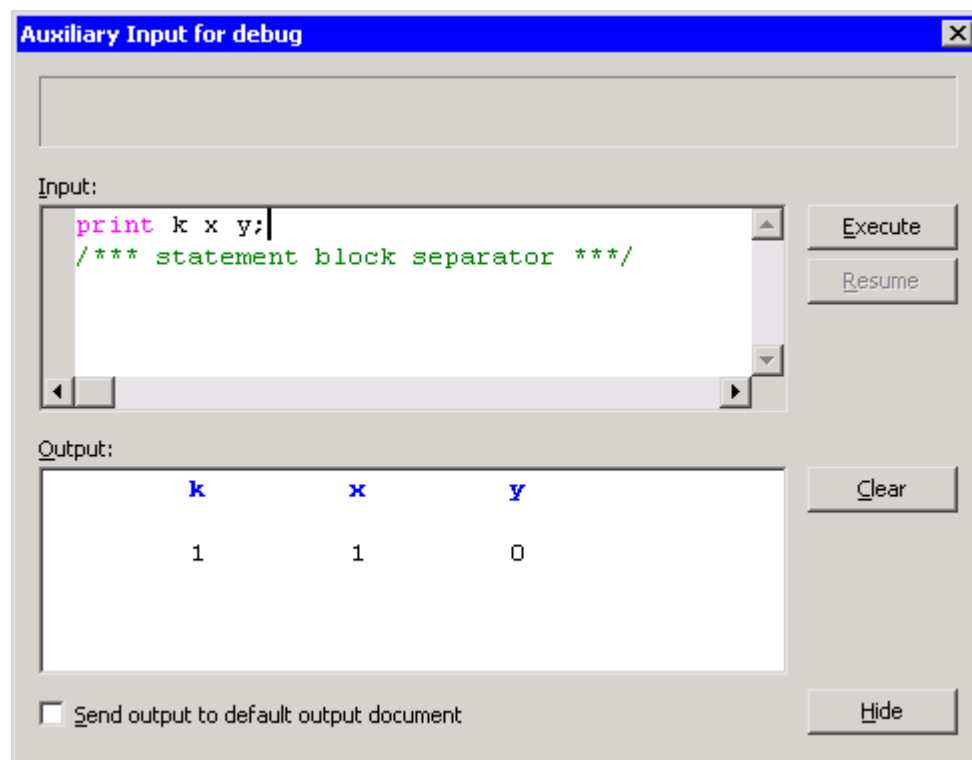 Auxiliary Input for debug
Input:
print k x y;
/*** statement block separator ***/
Execute
Resume
Output:
k x y
1 1 0
Clear
Send output to default output document
Hide